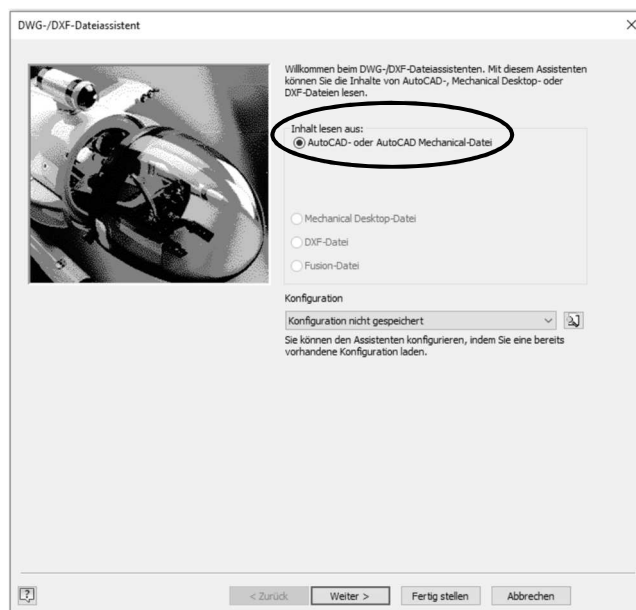 DWG-/DXF-Dateiassistent
Willkommen beim DWG-/DXF-Dateiassistenten. Mit diesem Assistenten
können Sie die Inhalte von AutoCAD-, Mechanical Desktop- oder
DXF-Dateien lesen.
Inhalt lesen aus:
AutoCAD- oder AutoCAD Mechanical-Datei
Mechanical Desktop-Datei
DXF-Datei
Fusion-Datei
Konfiguration
Konfiguration nicht gespeichert
Sie können den Assistenten konfigurieren, indem Sie eine bereits
vorhandene Konfiguration laden.
? < Zurück Weiter > Fertig stellen Abbrechen